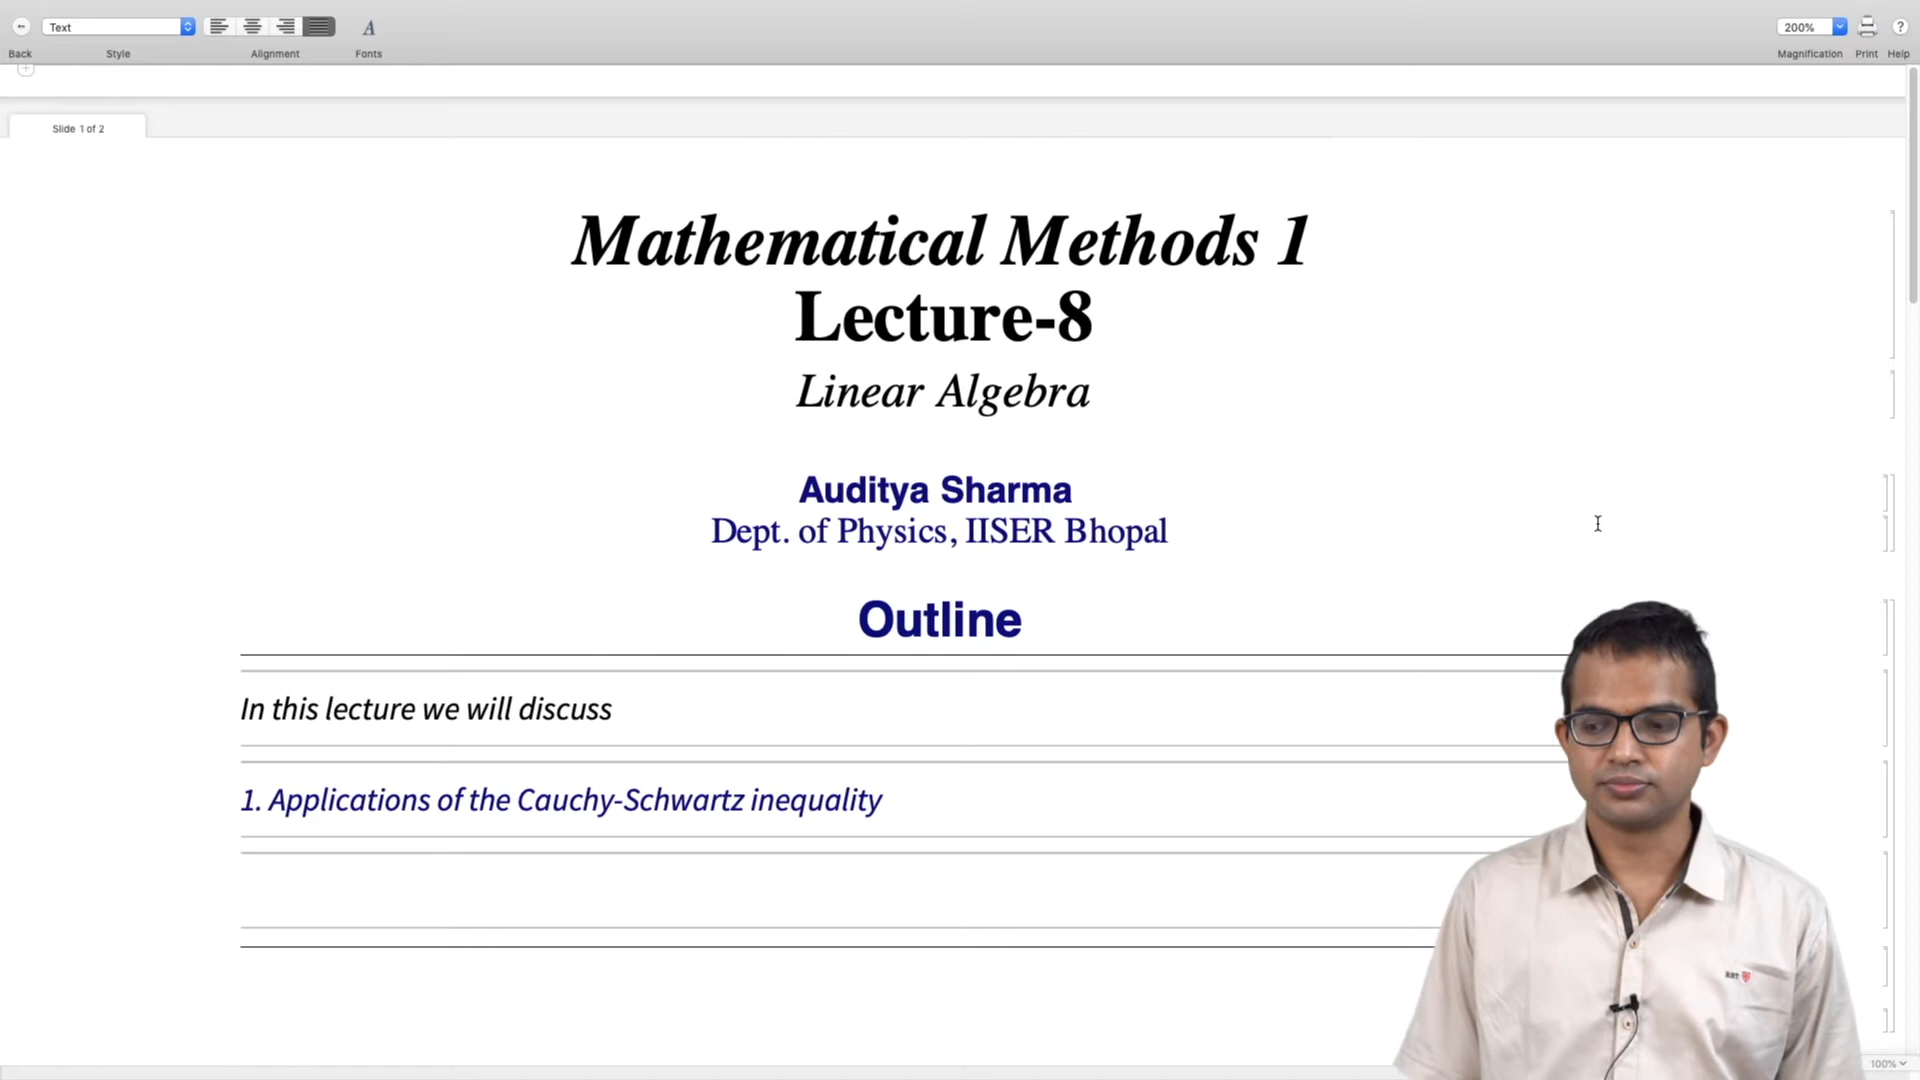 Text
200%
Back
Style
Alignment
Fonts
Magnification
Print
Help
Slide 1 of 2
Mathematical Methods 1
Lecture-8
Linear Algebra
Auditya Sharma
Dept. of Physics, IISER Bhopal
Outline
In this lecture we will discuss
1. Applications of the Cauchy-Schwartz inequality
100%